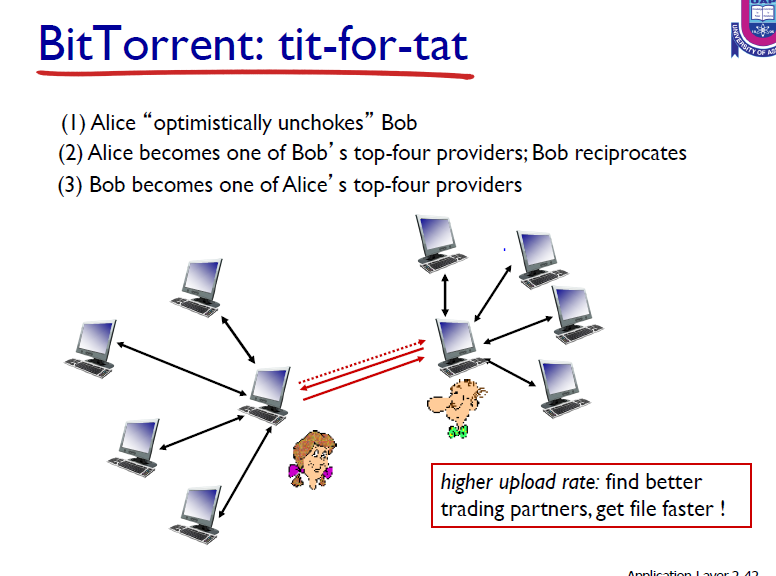 BitTorrent: tit-for-tat
UNIVERSITY OF
(1) Alice “optimistically unchokes” Bob
(2) Alice becomes one of Bob’s top-four providers; Bob reciprocates
(3) Bob becomes one of Alice’s top-four providers
higher upload rate: find better
trading partners, get file faster !
Application Layer 2-42